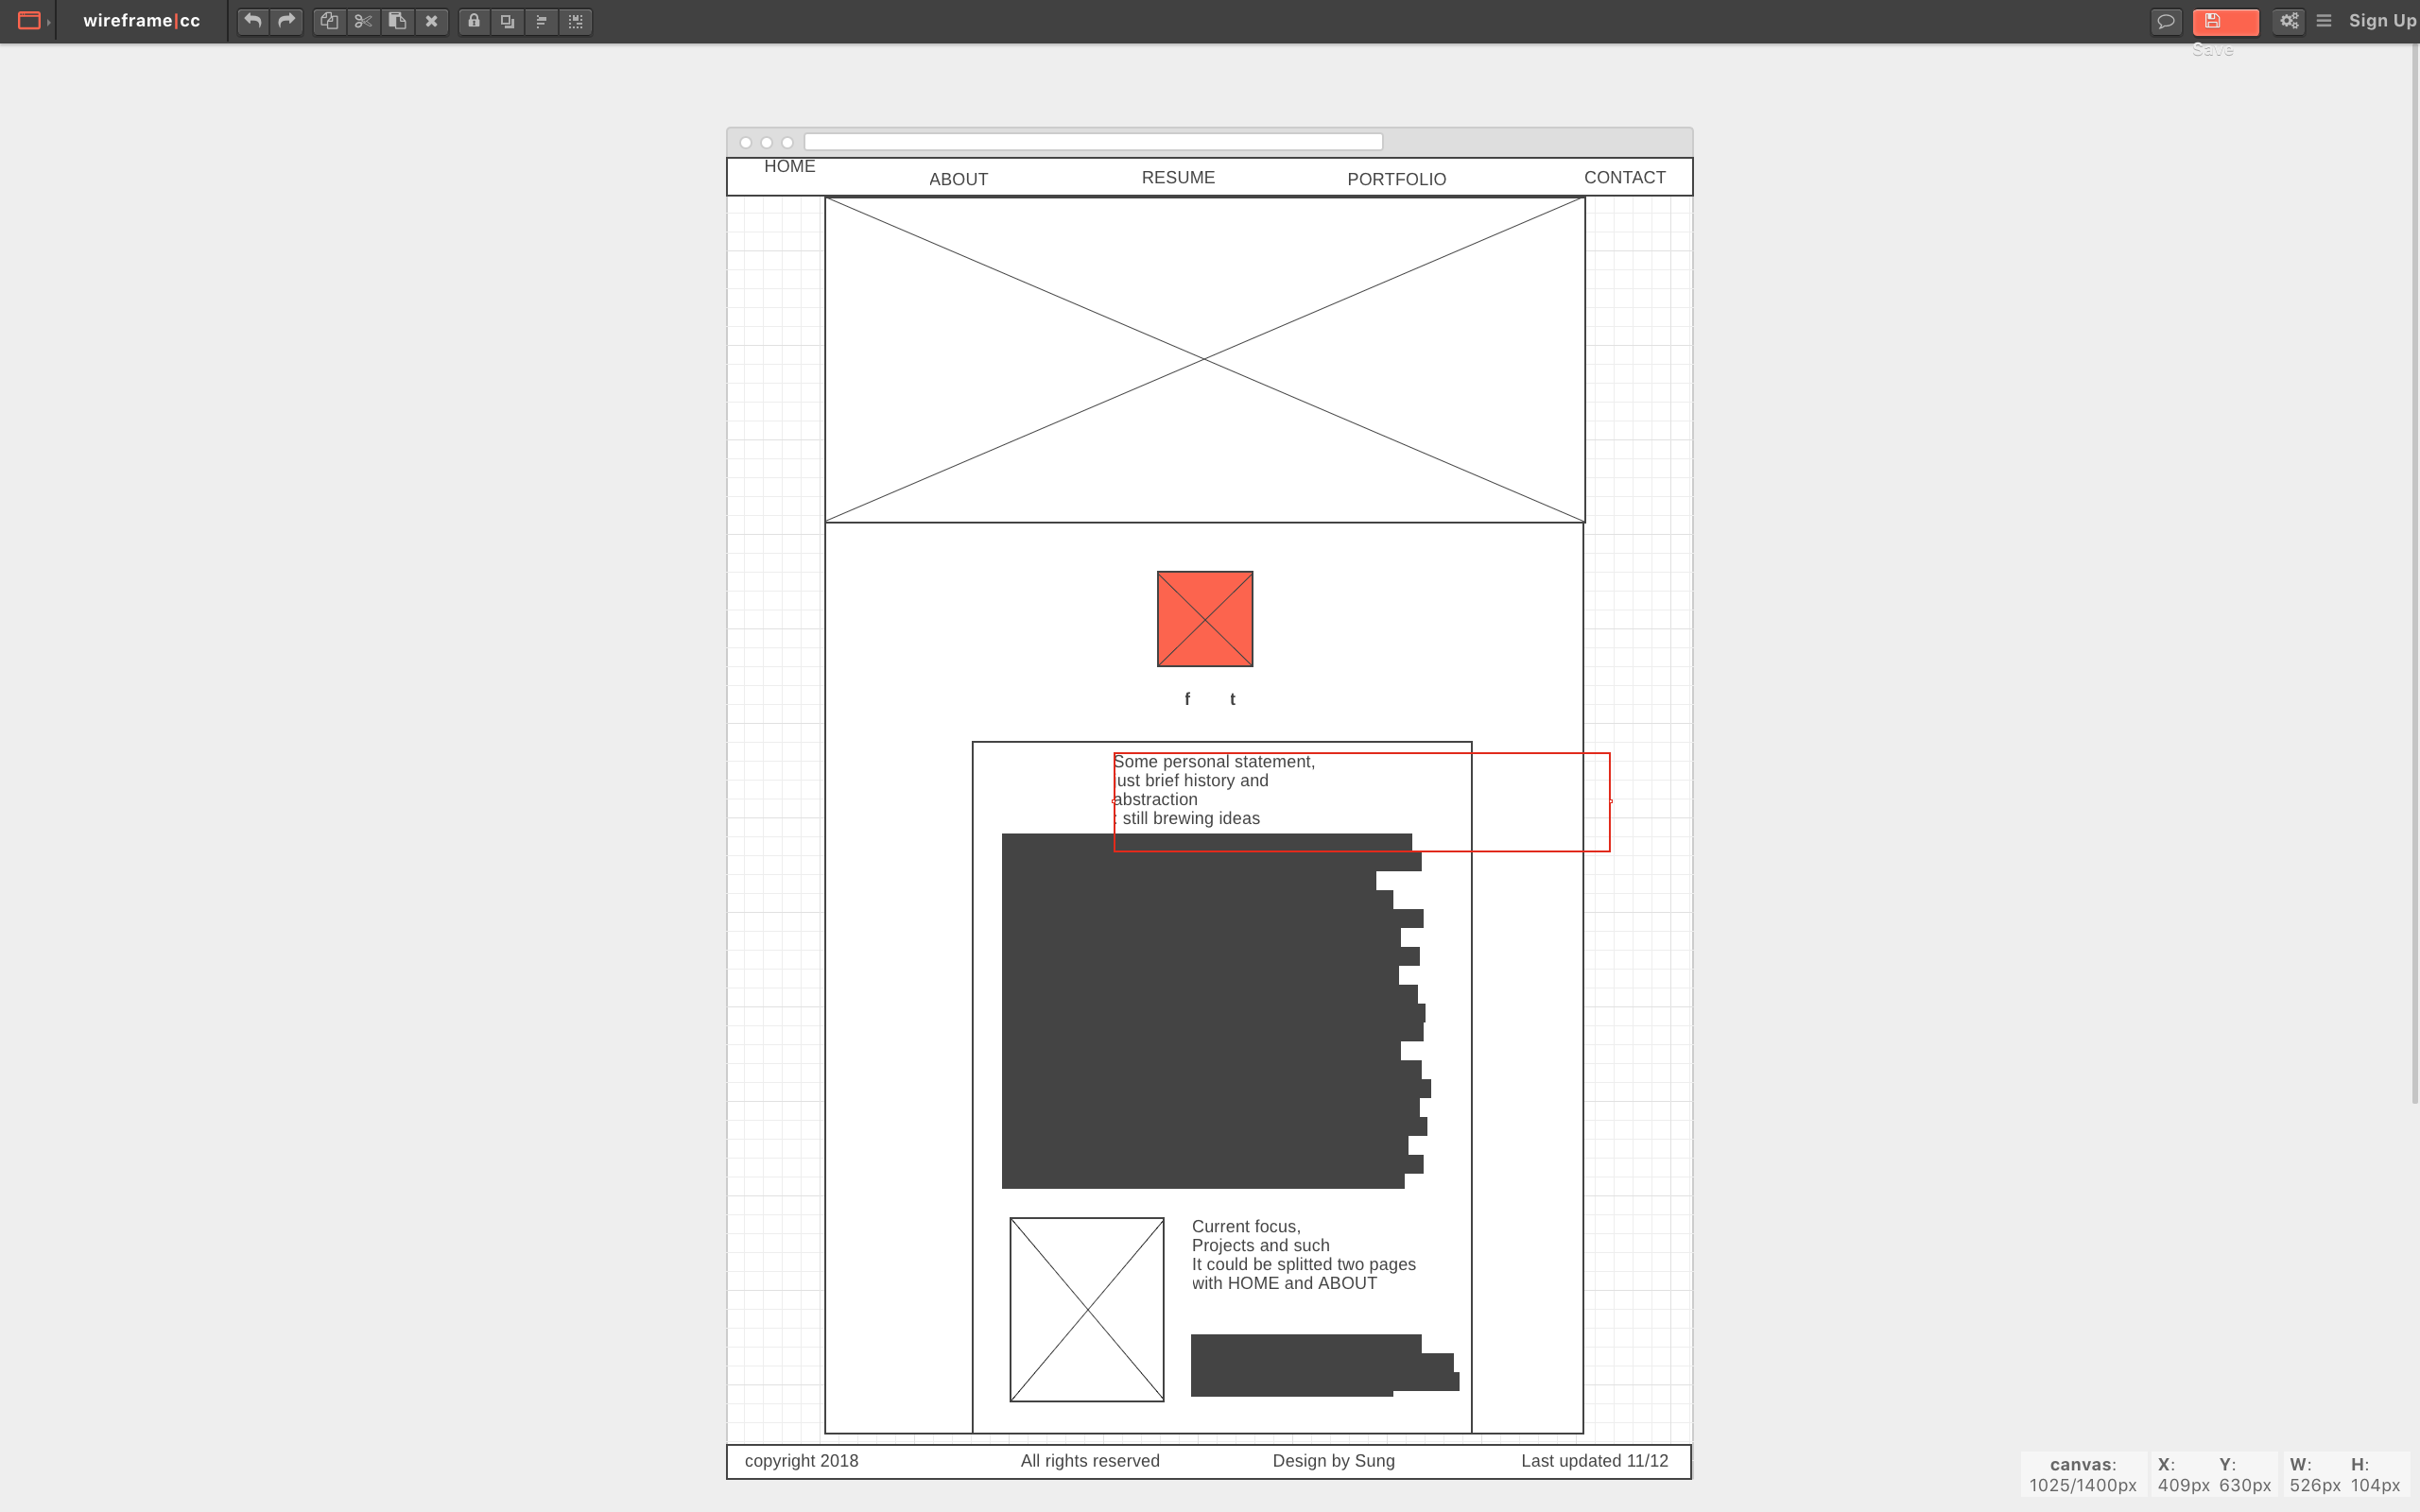 wireframe|cc
Sign Up
Save
HOME
ABOUT
RESUME
PORTFOLIO
CONTACT
f
t
Some personal statement,
just brief history and
abstraction
: still brewing ideas
Current focus,
Projects and such
It could be splitted two pages
with HOME and ABOUT
copyright 2018
All rights reserved
Design by Sung
Last updated 11/12
canvas: X: Y: W: H:
1025/1400px 409px 630px 526px 104px